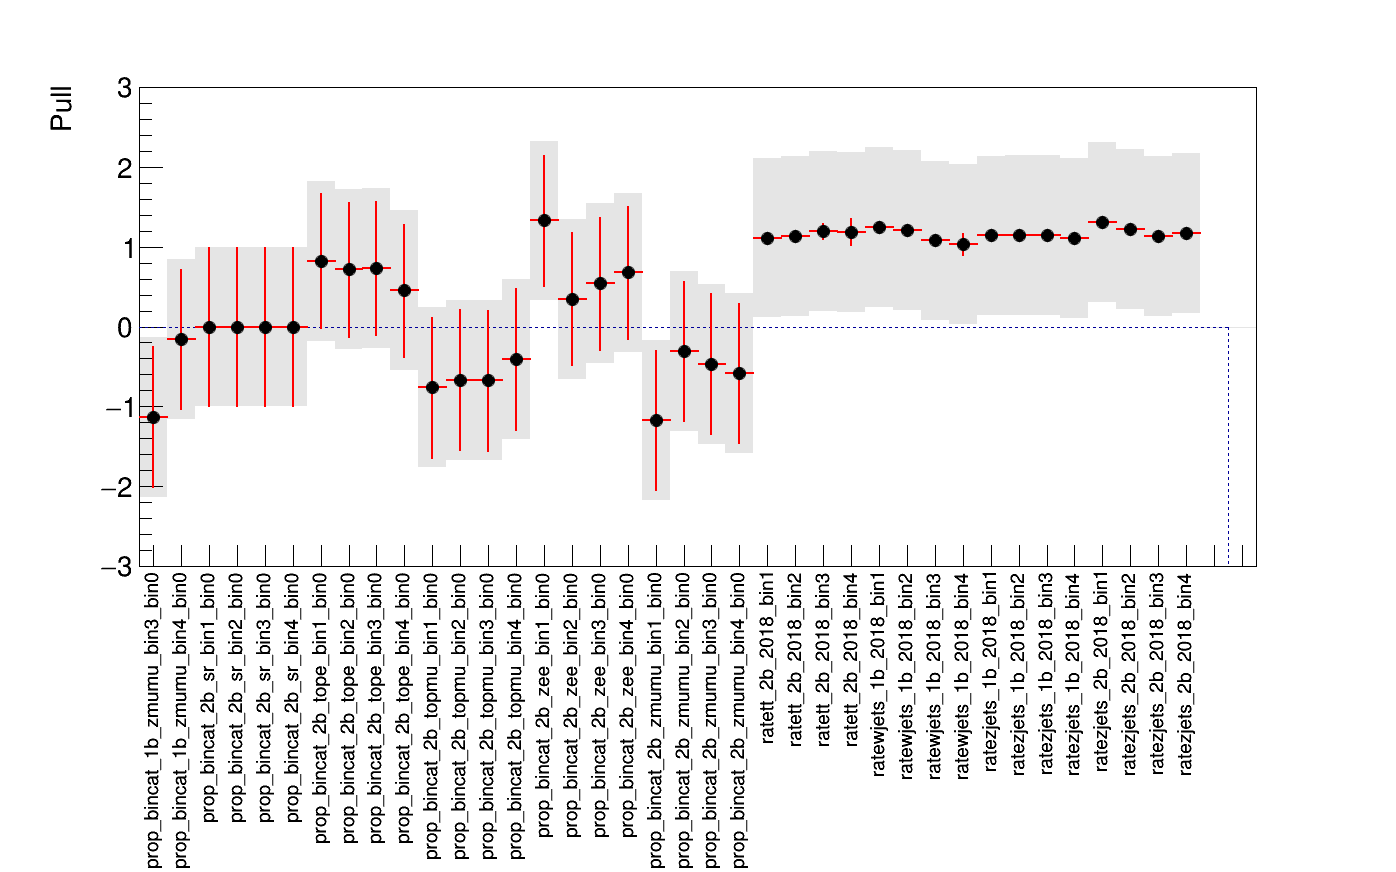 Pull
3
2
1
0
−1
−2
−3
prop_bincat_1b_zmumu_bin3_bin0
prop_bincat_1b_zmumu_bin4_bin0
prop_bincat_2b_sr_bin1_bin0
prop_bincat_2b_sr_bin2_bin0
prop_bincat_2b_sr_bin3_bin0
prop_bincat_2b_sr_bin4_bin0
prop_bincat_2b_tope_bin1_bin0
prop_bincat_2b_tope_bin2_bin0
prop_bincat_2b_tope_bin3_bin0
prop_bincat_2b_tope_bin4_bin0
prop_bincat_2b_topmu_bin1_bin0
prop_bincat_2b_topmu_bin2_bin0
prop_bincat_2b_topmu_bin3_bin0
prop_bincat_2b_topmu_bin4_bin0
prop_bincat_2b_zee_bin1_bin0
prop_bincat_2b_zee_bin2_bin0
prop_bincat_2b_zee_bin3_bin0
prop_bincat_2b_zee_bin4_bin0
prop_bincat_2b_zmumu_bin1_bin0
prop_bincat_2b_zmumu_bin2_bin0
prop_bincat_2b_zmumu_bin3_bin0
prop_bincat_2b_zmumu_bin4_bin0
ratett_2b_2018_bin1
ratett_2b_2018_bin2
ratett_2b_2018_bin3
ratett_2b_2018_bin4
ratewjets_1b_2018_bin1
ratewjets_1b_2018_bin2
ratewjets_1b_2018_bin3
ratewjets_1b_2018_bin4
ratezjets_1b_2018_bin1
ratezjets_1b_2018_bin2
ratezjets_1b_2018_bin3
ratezjets_1b_2018_bin4
ratezjets_2b_2018_bin1
ratezjets_2b_2018_bin2
ratezjets_2b_2018_bin3
ratezjets_2b_2018_bin4